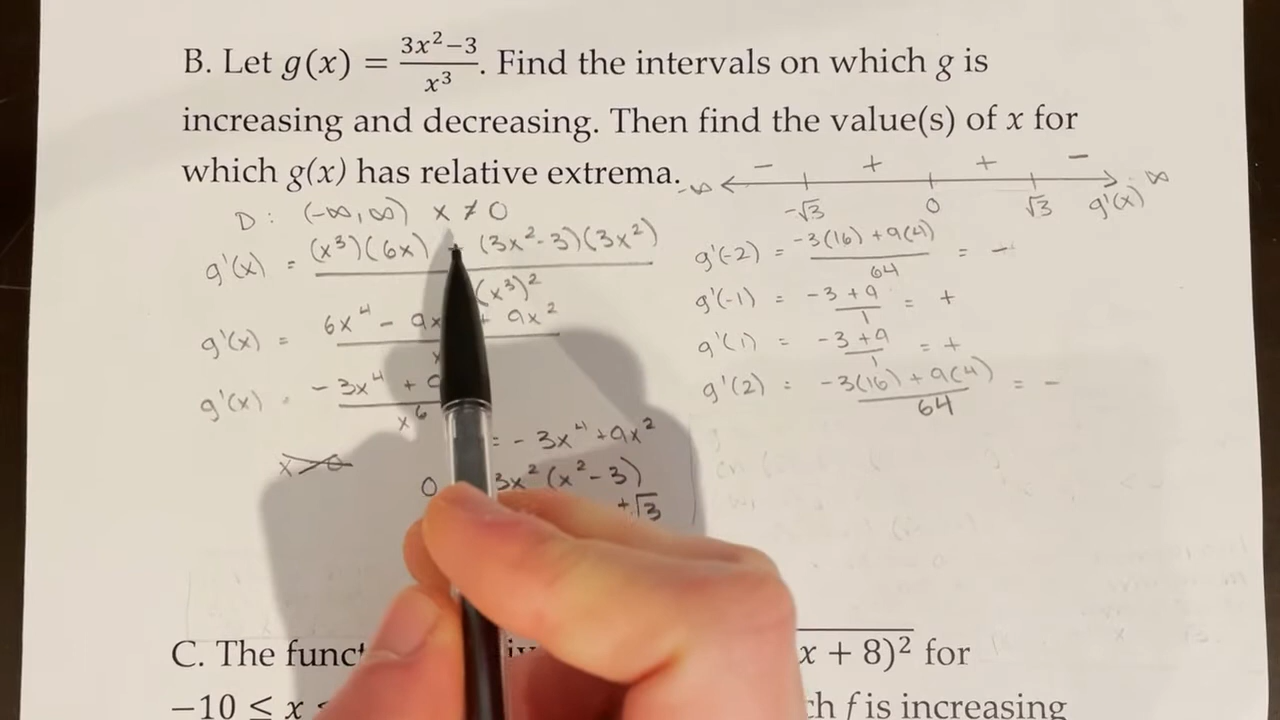 B. Let g(x) = 3x²−3 / x³. Find the intervals on which g is
increasing and decreasing. Then find the value(s) of x for
which g(x) has relative extrema.
-∞ − + + − ∞
-√3 0 √3 g'(x)
D: (-∞, ∞) x ≠ 0
g'(x) = (x³)(6x) - (3x²-3)(3x²) / (x³)²
g'(x) = 6x⁴ - 9x + 9x² / x
g'(x) = -3x⁴ + / x⁶
x=0
= -3x⁴ + 9x²
0 3x²(x²-3)
±√3
g'(-2) = -3(16) + 9(4) / 64 = -
g'(-1) = -3+9 / 1 = +
g'(1) = -3+9 / 1 = +
g'(2) = -3(16) + 9(4) / 64 = -
C. The x + 8)² for
−10 ≤ x f is increasing